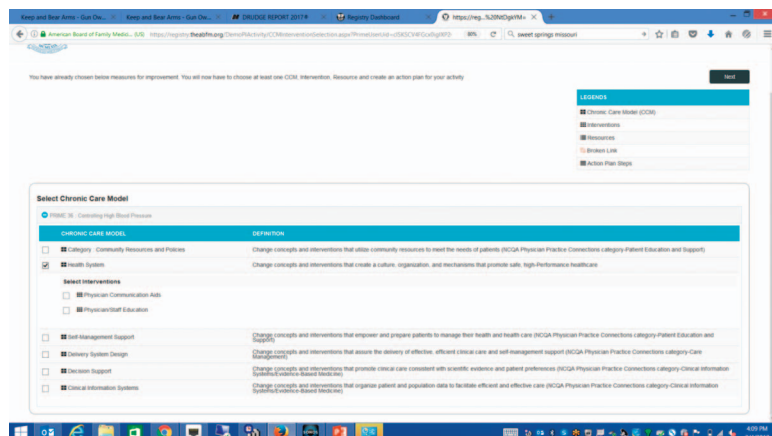 Keep and Bear Arms - Gun Ow...
Keep and Bear Arms - Gun Ow...
DRUDGE REPORT 2017®
Registry Dashboard
American Board of Family Medici... (US)
80%
sweet springs missouri
You have already chosen below measures for improvement. You will now have to choose at least one CCM, Intervention, Resource and create an action plan for your activity
Next
LEGENDS
Chronic Care Model (CCM)
Interventions
Resources
Broken Link
Action Plan Steps
Select Chronic Care Model
PRIME 36 - Controlling High Blood Pressure
CHRONIC CARE MODEL
DEFINITION
Category : Community Resources and Policies
Change concepts and interventions that utilize community resources to meet the needs of patients (NCQA Physician Practice Connections category-Patient Education and Support)
Health System
Change concepts and interventions that create a culture, organization, and mechanisms that promote safe, high-Performance healthcare
Select Interventions
Physician Communication Aids
Physician/Staff Education
Self-Management Support
Change concepts and interventions that empower and prepare patients to manage their health and health care (NCQA Physician Practice Connections category-Patient Education and
Support)
Delivery System Design
Change concepts and interventions that assure the delivery of effective, efficient clinical care and self-management support (NCQA Physician Practice Connections category-Care
Management)
Decision Support
Change concepts and interventions that promote clinical care consistent with scientific evidence and patient preferences (NCQA Physician Practice Connections category-Clinical Information
Systems/Evidence-Based Medicine)
Clinical Information Systems
Change concepts and interventions that organize patient and population data to facilitate efficient and effective care (NCQA Physician Practice Connections category-Clinical Information
Systems/Evidence-Based Medicine)
4:09 PM